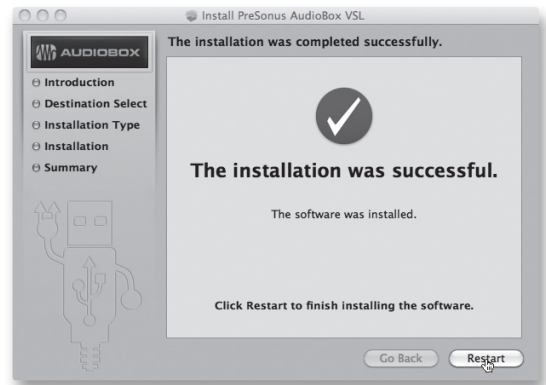 Install PreSonus AudioBox VSL
The installation was completed successfully.
AUDIOBOX
Introduction
Destination Select
Installation Type
Installation
Summary
The installation was successful.
The software was installed.
Click Restart to finish installing the software.
Go Back
Restart